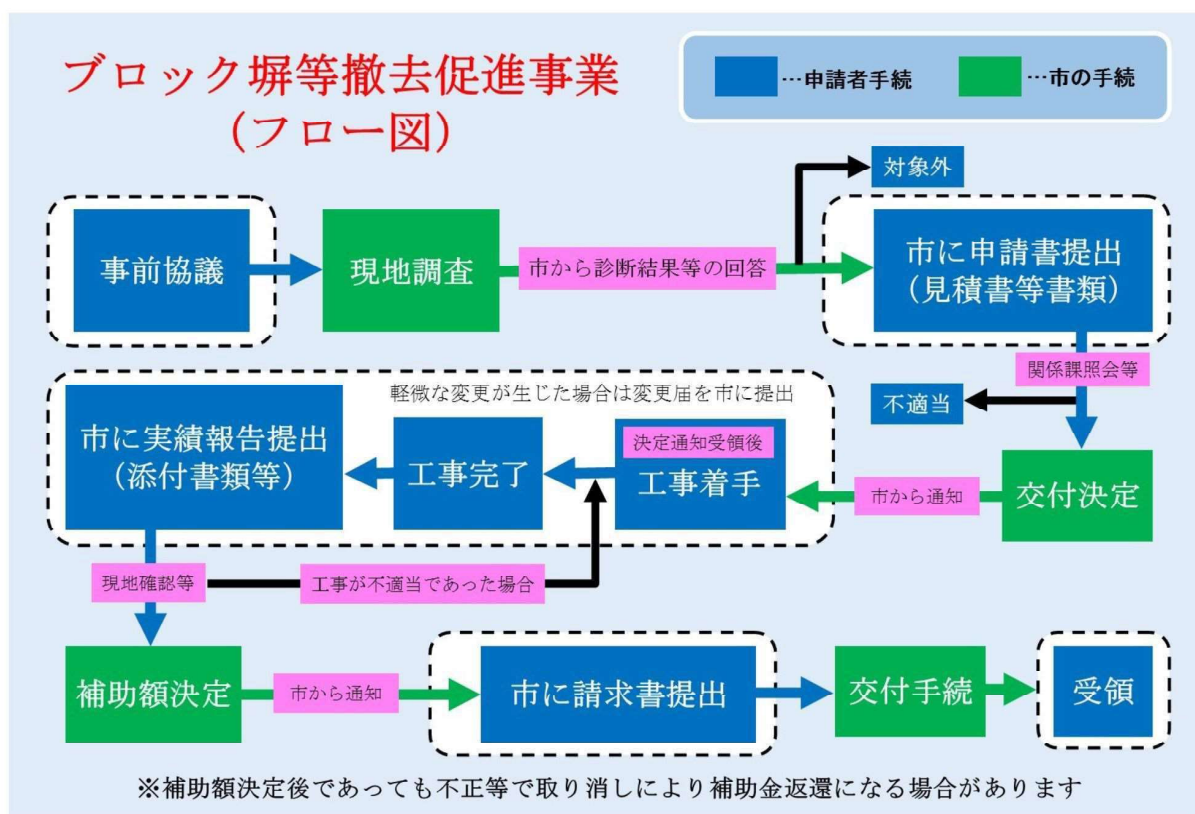 ブロック塀等撤去促進事業
(フロー図)
…申請者手続
…市の手続
対象外
事前協議
現地調査
市から診断結果等の回答
市に申請書提出
(見積書等書類)
関係課照会等
不適当
交付決定
市から通知
軽微な変更が生じた場合は変更届を市に提出
決定通知受領後
工事着手
工事完了
市に実績報告提出
(添付書類等)
現地確認等
工事が不適当であった場合
補助額決定
市から通知
市に請求書提出
交付手続
受領
※補助額決定後であっても不正等で取り消しにより補助金返還になる場合があります